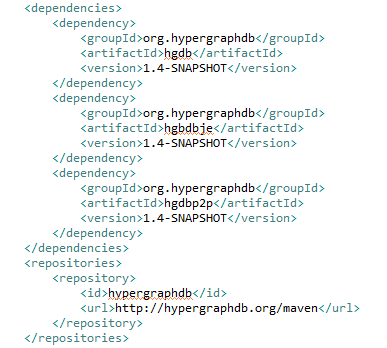 <dependencies>
<dependency>
<groupId>org.hypergraphdb</groupId>
<artifactId>hgdb</artifactId>
<version>1.4-SNAPSHOT</version>
</dependency>
<dependency>
<groupId>org.hypergraphdb</groupId>
<artifactId>hgbdbje</artifactId>
<version>1.4-SNAPSHOT</version>
</dependency>
<dependency>
<groupId>org.hypergraphdb</groupId>
<artifactId>hgdbp2p</artifactId>
<version>1.4-SNAPSHOT</version>
</dependency>
</dependencies>
<repositories>
<repository>
<id>hypergraphdb</id>
<url>http://hypergraphdb.org/maven</url>
</repository>
</repositories>